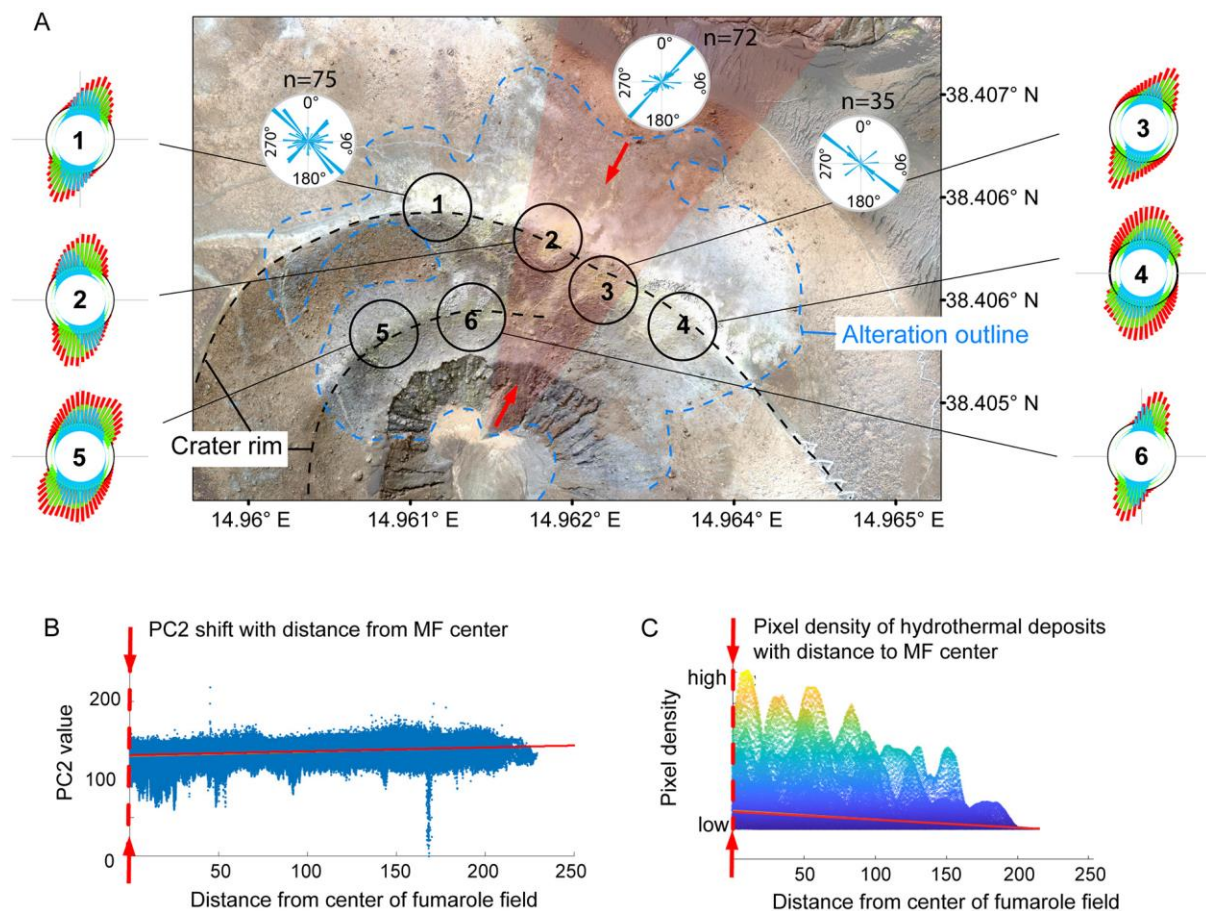 A
n=75
n=72
n=35
0°
90°
180°
270°
0°
90°
180°
270°
0°
90°
180°
270°
1
2
5
3
4
6
1
2
3
4
5
6
38.407° N
38.406° N
38.406° N
38.405° N
Alteration outline
Crater rim
14.96° E
14.961° E
14.962° E
14.964° E
14.965° E
B
PC2 shift with distance from MF center
PC2 value
200
100
0
50
100
150
200
250
Distance from center of fumarole field
C
Pixel density of hydrothermal deposits
with distance to MF center
Pixel density
high
low
50
100
150
200
Distance from center of fumarole field